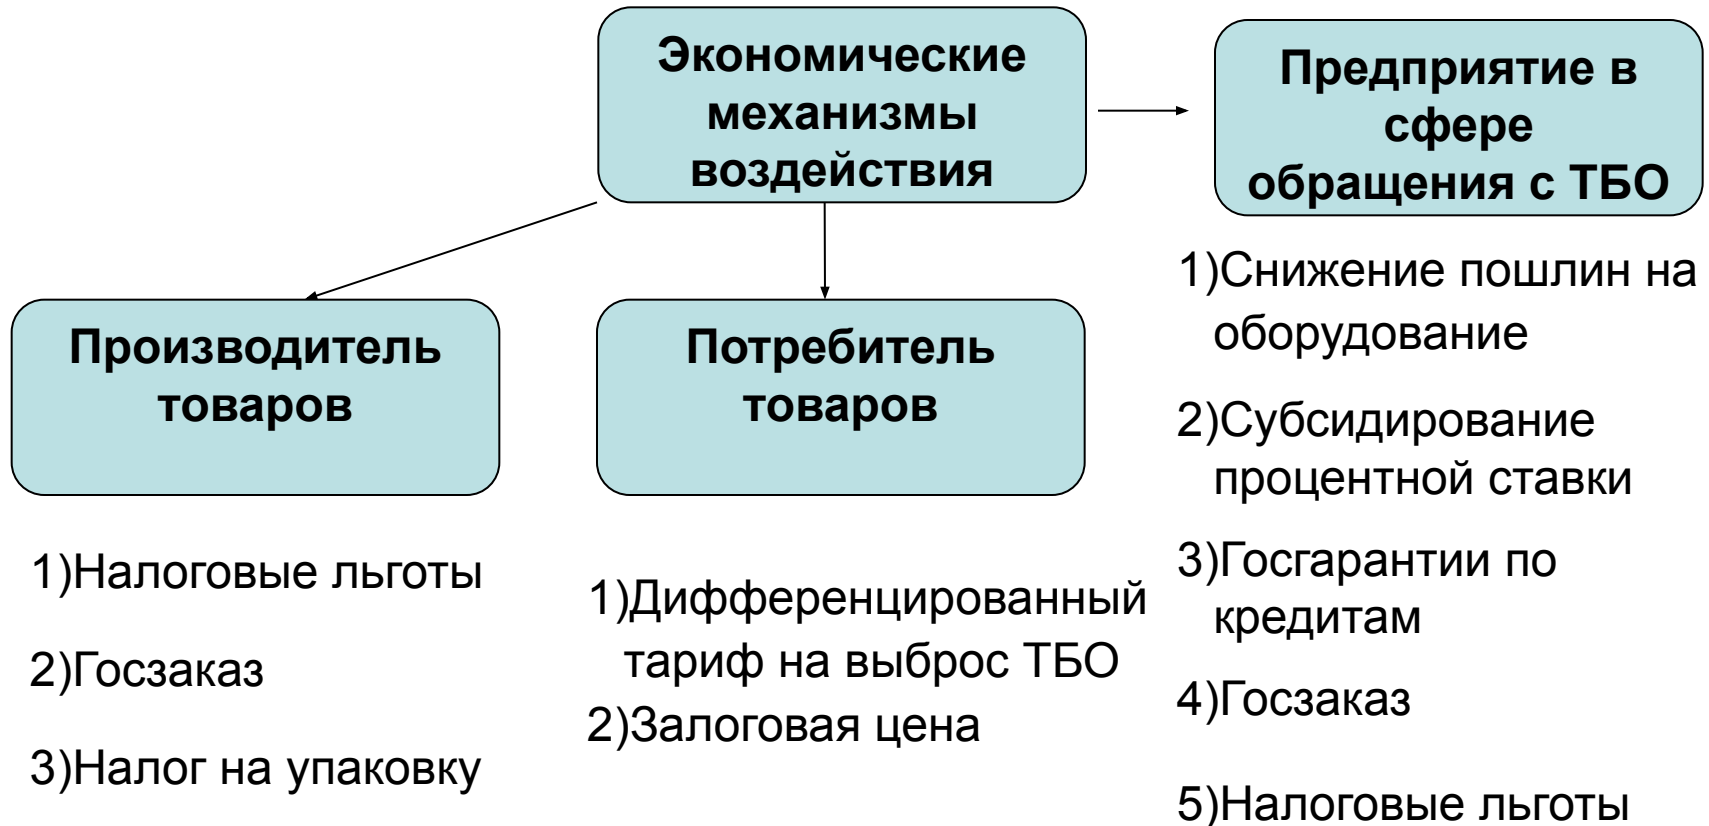 Экономические
механизмы
воздействия
Предприятие в
сфере
обращения с ТБО
Производитель
товаров
Потребитель
товаров
1)Налоговые льготы
2)Госзаказ
3)Налог на упаковку
1)Дифференцированный
тариф на выброс ТБО
2)Залоговая цена
1)Снижение пошлин на
оборудование
2)Субсидирование
процентной ставки
3)Госгарантии по
кредитам
4)Госзаказ
5)Налоговые льготы